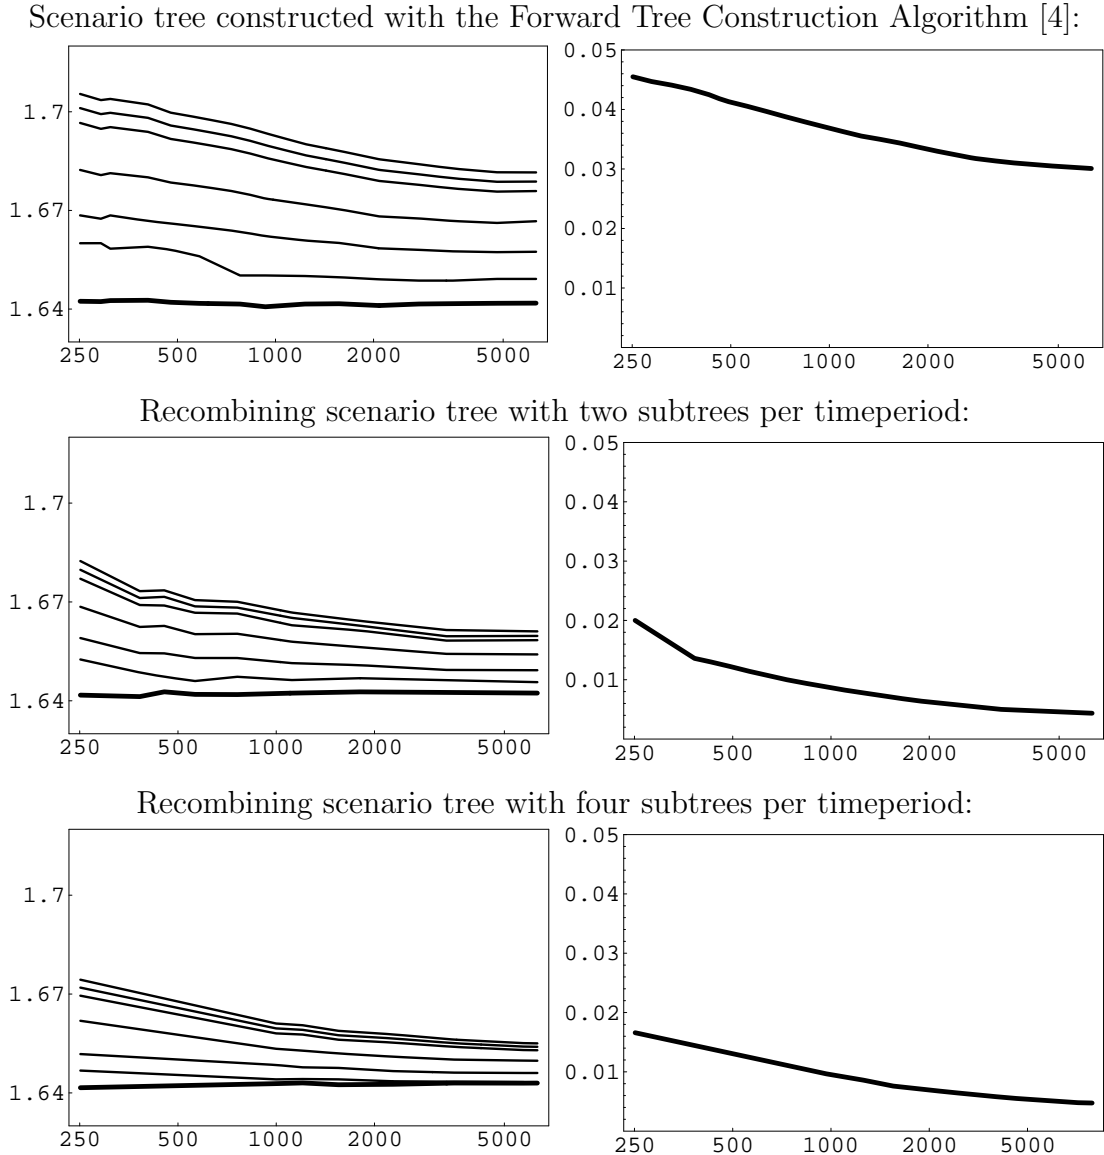 Scenario tree constructed with the Forward Tree Construction Algorithm [4]:
1.7
1.67
1.64
250 500 1000 2000 5000
0.05
0.04
0.03
0.02
0.01
250 500 1000 2000 5000
Recombining scenario tree with two subtrees per timeperiod:
1.7
1.67
1.64
250 500 1000 2000 5000
0.05
0.04
0.03
0.02
0.01
250 500 1000 2000 5000
Recombining scenario tree with four subtrees per timeperiod:
1.7
1.67
1.64
250 500 1000 2000 5000
0.05
0.04
0.03
0.02
0.01
250 500 1000 2000 5000